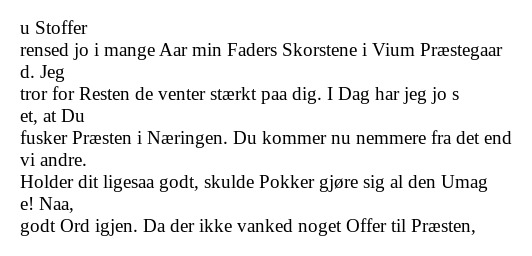 u Stoffer
rensed jo i mange Aar min Faders Skorstene i Vium Præstegaar
d. Jeg
tror for Resten de venter stærkt paa dig. I Dag har jeg jo s
et, at Du
fusker Præsten i Næringen. Du kommer nu nemmere fra det end
vi andre.
Holder dit ligesaa godt, skulde Pokker gjøre sig al den Umag
e! Naa,
godt Ord igjen. Da der ikke vanked noget Offer til Præsten,